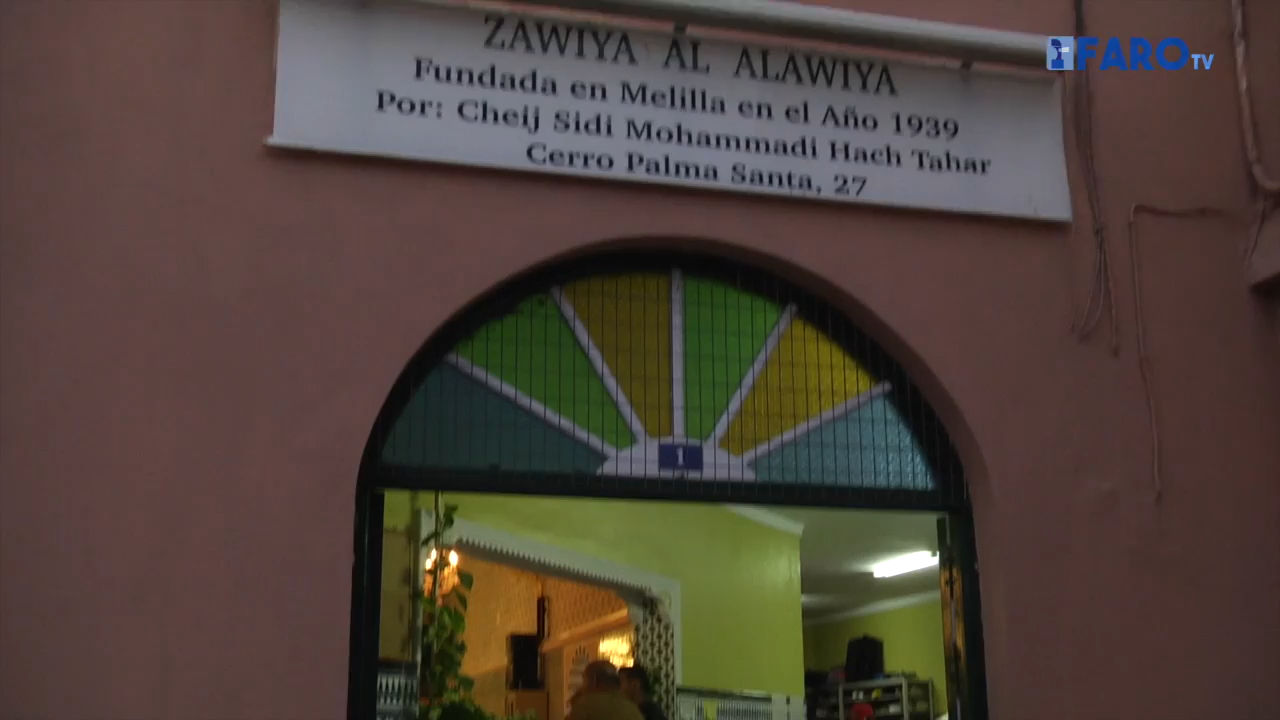 ZAWIYA AL ALAWIYA
Fundada en Melilla en el Año 1939
Por: Cheij Sidi Mohammadi Hach Tahar
Cerro Palma Santa, 27
FARO TV
1